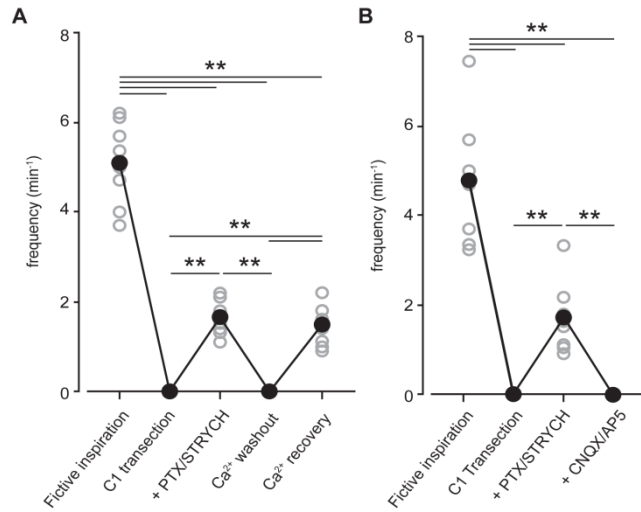 A
B
8
**
6
**
4
** **
2
0
frequency (min⁻¹)
Fictive inspiration
C1 transection
+ PTX/STRYCH
Ca²⁺ washout
Ca²⁺ recovery
8
**
6
4
** **
2
0
frequency (min⁻¹)
Fictive inspiration
C1 Transection
+ PTX/STRYCH
+ CNQX/AP5